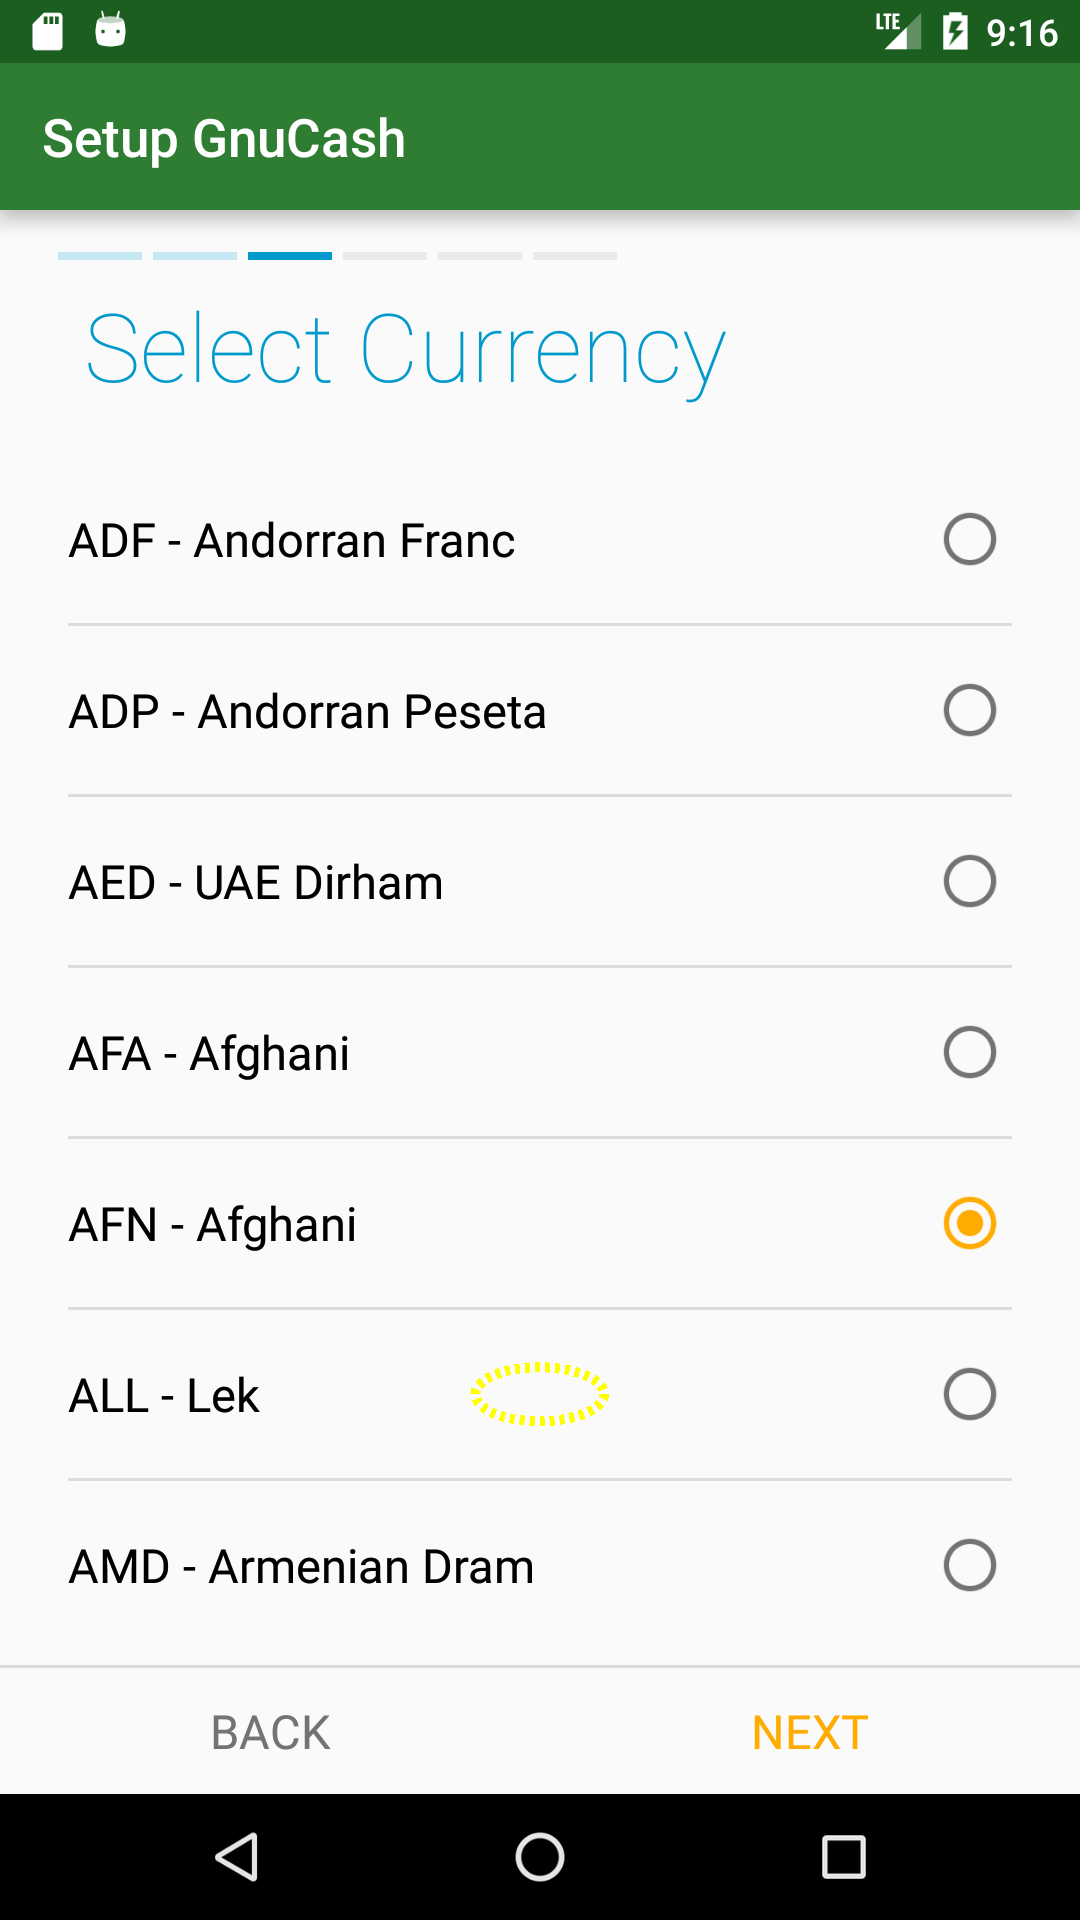 LTE 9:16
Setup GnuCash
Select Currency
ADF - Andorran Franc
ADP - Andorran Peseta
AED - UAE Dirham
AFA - Afghani
AFN - Afghani
ALL - Lek
AMD - Armenian Dram
BACK NEXT